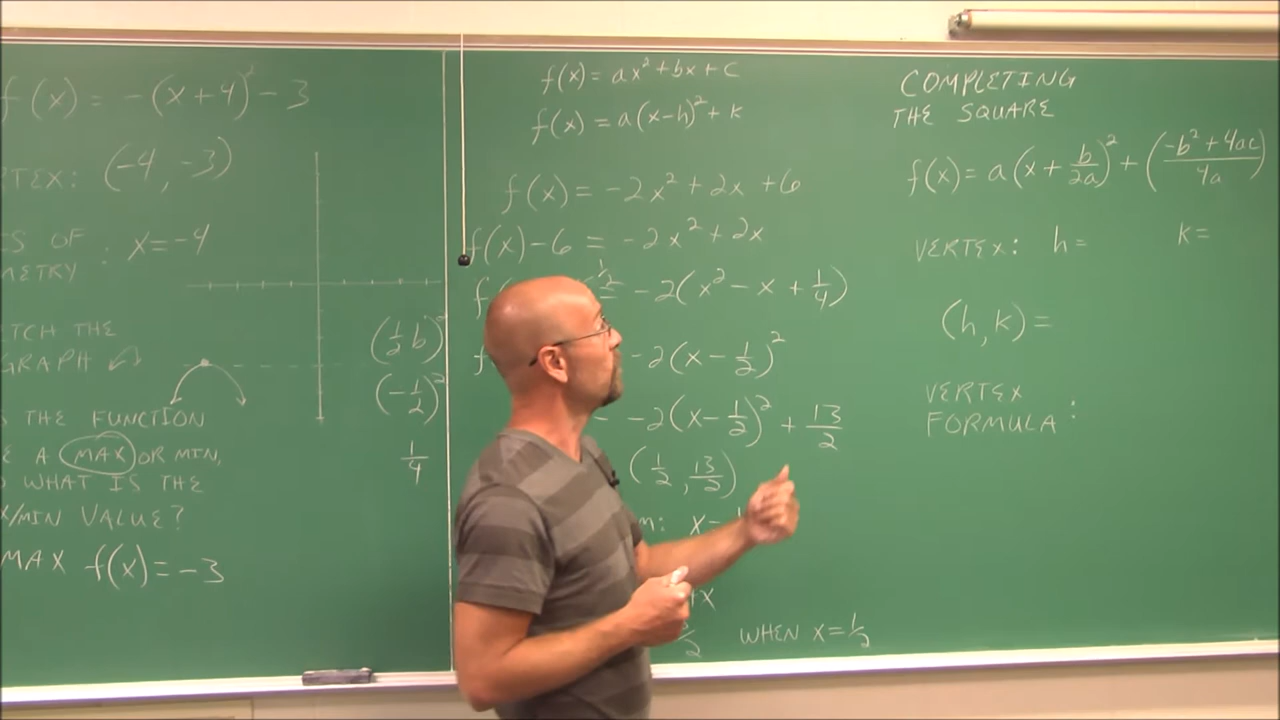 f(x) = -(x+4)² - 3
RTEX: (-4, -3)
S OF : x = -4
METRY
TCH THE
GRAPH
S THE FUNCTION
E A MAX OR MIN,
D WHAT IS THE
X/MIN VALUE?
MAX f(x) = -3
(½b)²
(-½)²
1/4
f(x) = ax² + bx + c
f(x) = a(x-h)² + k
f(x) = -2x² + 2x + 6
f(x) - 6 = -2x² + 2x
= -2(x² - x + 1/4)
-2(x - 1/2)²
-2(x - 1/2)² + 13/2
(1/2, 13/2)
m: x =
WHEN x = 1/2
COMPLETING
THE SQUARE
f(x) = a(x + b/2a)² + ((-b² + 4ac)/4a)
VERTEX: h= k=
(h, k) =
VERTEX
FORMULA: